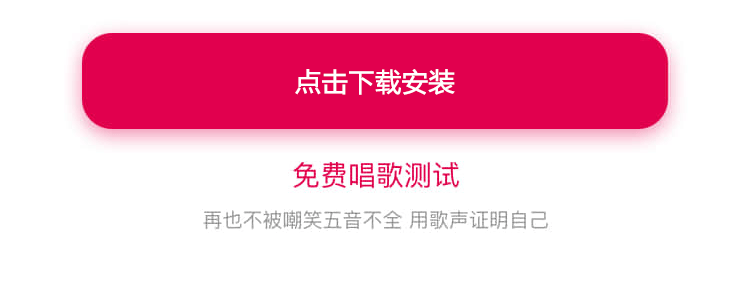 点击下载安装
免费唱歌测试
再也不被嘲笑五音不全 用歌声证明自己